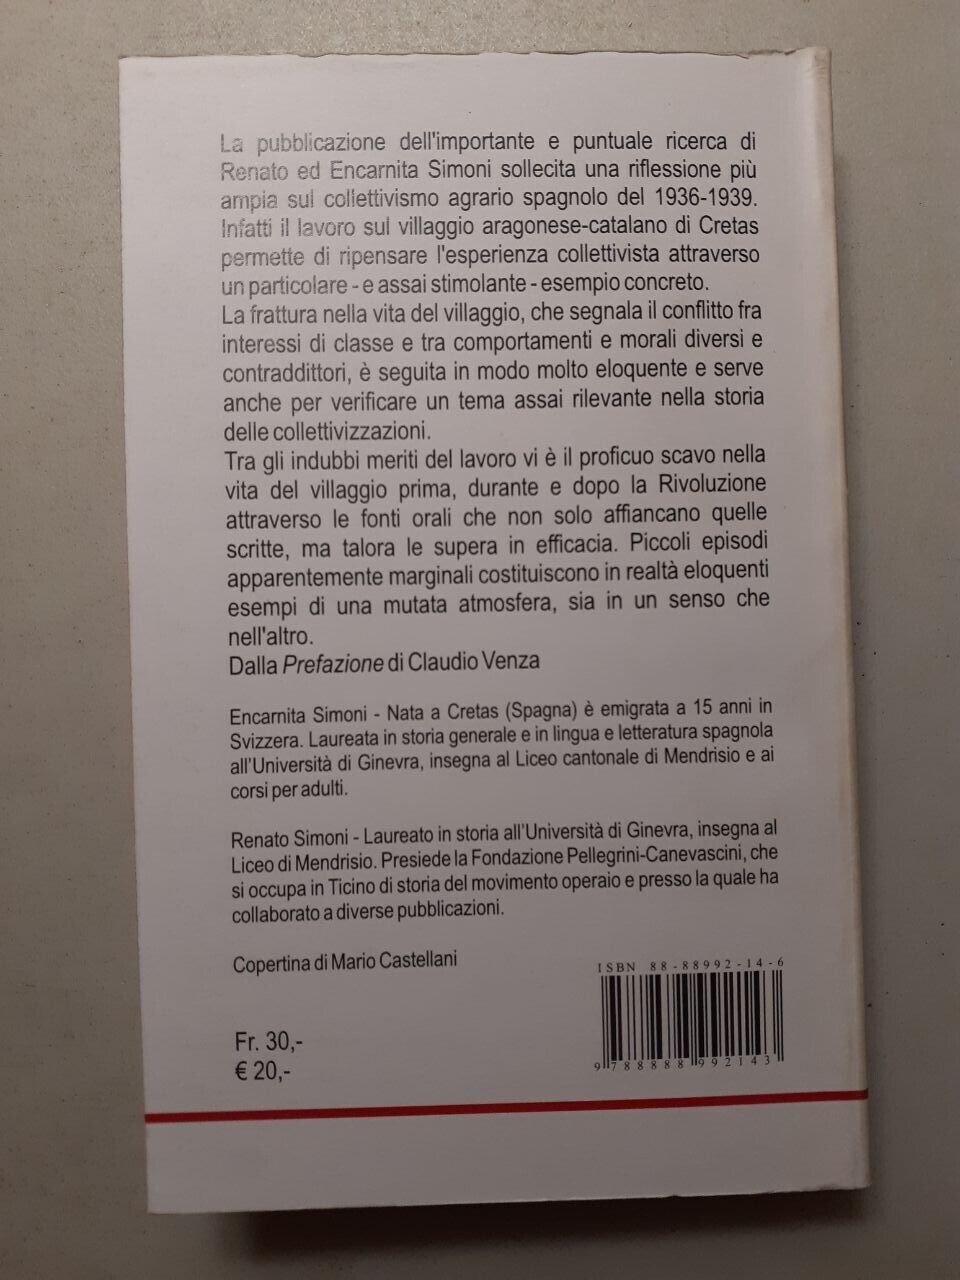 La pubblicazione dell'importante e puntuale ricerca di
Renato ed Encarnita Simoni sollecita una riflessione più
ampia sul collettivismo agrario spagnolo del 1936-1939.
Infatti il lavoro sul villaggio aragonese-catalano di Cretas
permette di ripensare l'esperienza collettivista attraverso
un particolare - e assai stimolante - esempio concreto.
La frattura nella vita del villaggio, che segnala il conflitto fra
interessi di classe e tra comportamenti e morali diversi e
contraddittori, è seguita in modo molto eloquente e serve
anche per verificare un tema assai rilevante nella storia
delle collettivizzazioni.
Tra gli indubbi meriti del lavoro vi è il proficuo scavo nella
vita del villaggio prima, durante e dopo la Rivoluzione
attraverso le fonti orali che non solo affiancano quelle
scritte, ma talora le supera in efficacia. Piccoli episodi
apparentemente marginali costituiscono in realtà eloquenti
esempi di una mutata atmosfera, sia in un senso che
nell'altro.
Dalla Prefazione di Claudio Venza
Encarnita Simoni - Nata a Cretas (Spagna) è emigrata a 15 anni in
Svizzera. Laureata in storia generale e in lingua e letteratura spagnola
all'Università di Ginevra, insegna al Liceo cantonale di Mendrisio e ai
corsi per adulti.
Renato Simoni - Laureato in storia all'Università di Ginevra, insegna al
Liceo di Mendrisio. Presiede la Fondazione Pellegrini-Canevascini, che
si occupa in Ticino di storia del movimento operaio e presso la quale ha
collaborato a diverse pubblicazioni.
Copertina di Mario Castellani
ISBN 88-88992-14-6
Fr. 30,-
€ 20,-
9 788888 992143